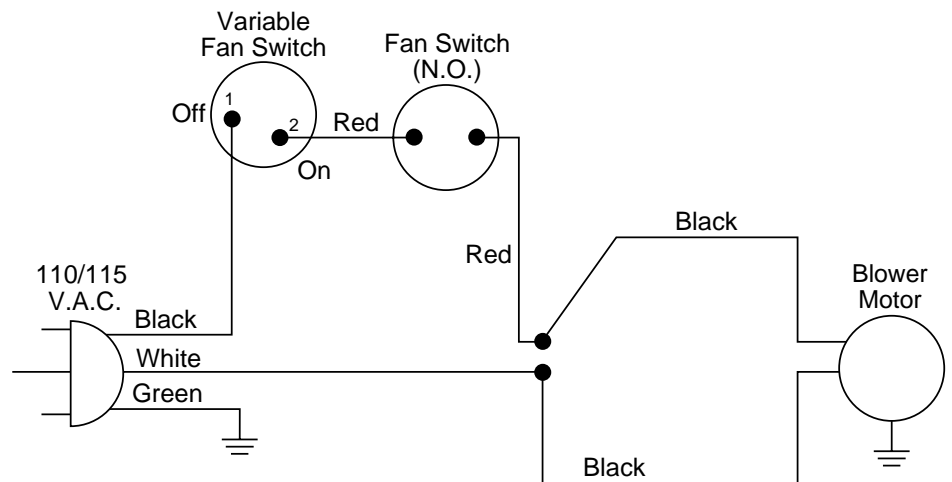 Variable
Fan Switch
Fan Switch
(N.O.)
Off
1
2
Red
On
Black
Red
110/115
V.A.C.
Blower
Motor
Black
White
Green
Black